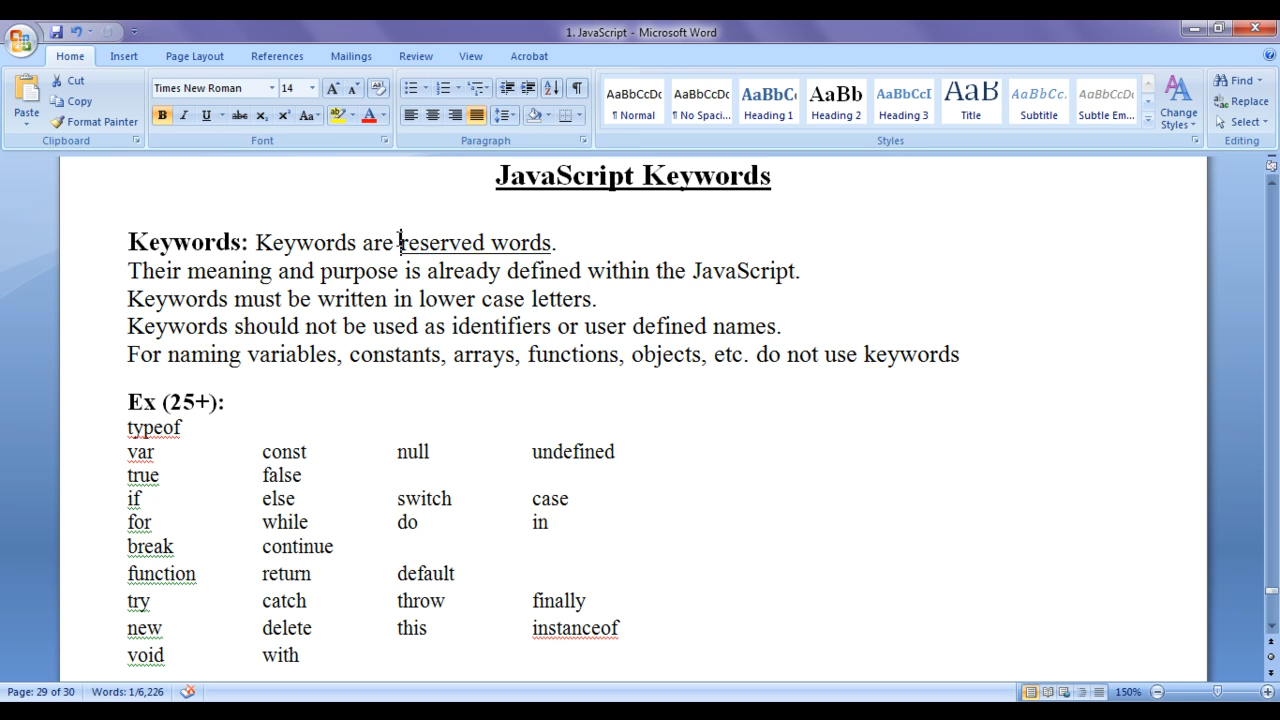 1. JavaScript - Microsoft Word
Home Insert Page Layout References Mailings Review View Acrobat
Paste Cut Copy Format Painter
Times New Roman 14
B I U abc X₂ X² Aa A
AaBbCcDc AaBbCcDc AaBbCc AaBb AaBbCcI AaB AaBbCc. AaBbCcDc
¶ Normal ¶ No Spaci... Heading 1 Heading 2 Heading 3 Title Subtitle Subtle Em...
Change Styles
Find Replace Select
Clipboard Font Paragraph Styles Editing
JavaScript Keywords
Keywords: Keywords are reserved words.
Their meaning and purpose is already defined within the JavaScript.
Keywords must be written in lower case letters.
Keywords should not be used as identifiers or user defined names.
For naming variables, constants, arrays, functions, objects, etc. do not use keywords
Ex (25+):
typeof
var const null undefined
true false
if else switch case
for while do in
break continue
function return default
try catch throw finally
new delete this instanceof
void with
Page: 29 of 30 Words: 1/6,226 150%